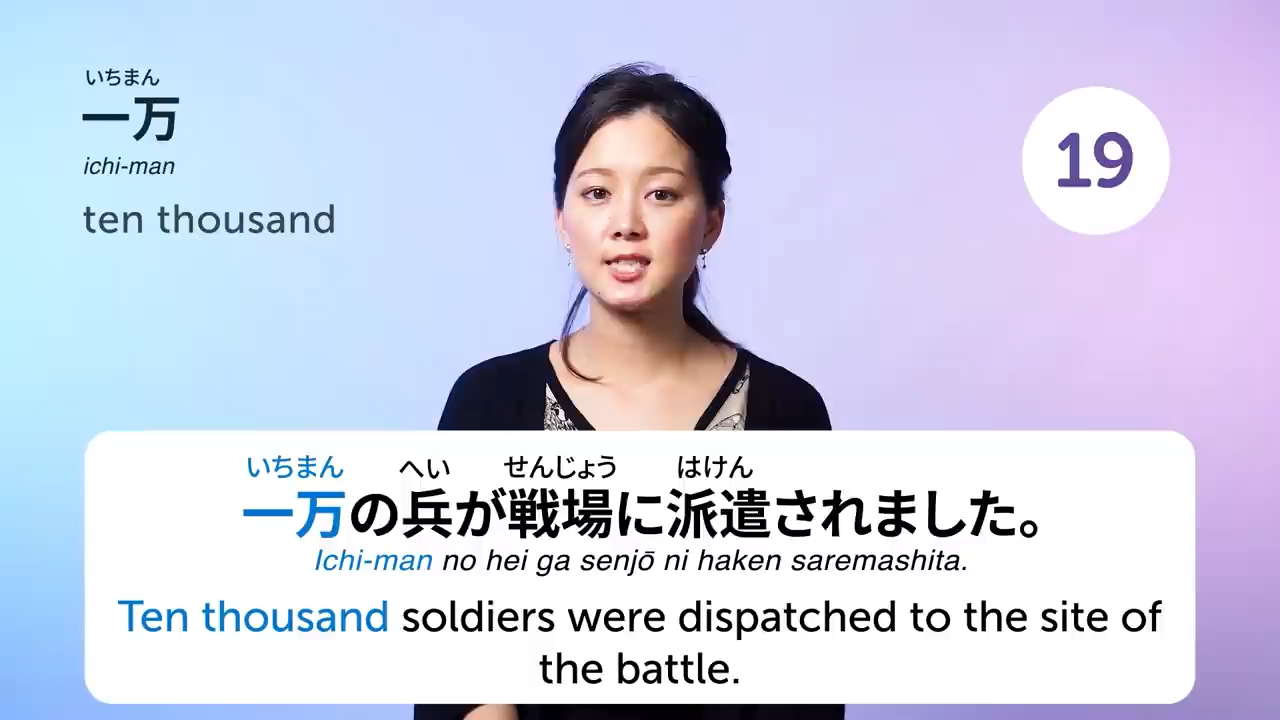 いちまん
一万
ichi-man
ten thousand
19
いちまん へい せんじょう はけん
一万の兵が戦場に派遣されました。
Ichi-man no hei ga senjō ni haken saremashita.
Ten thousand soldiers were dispatched to the site of
the battle.